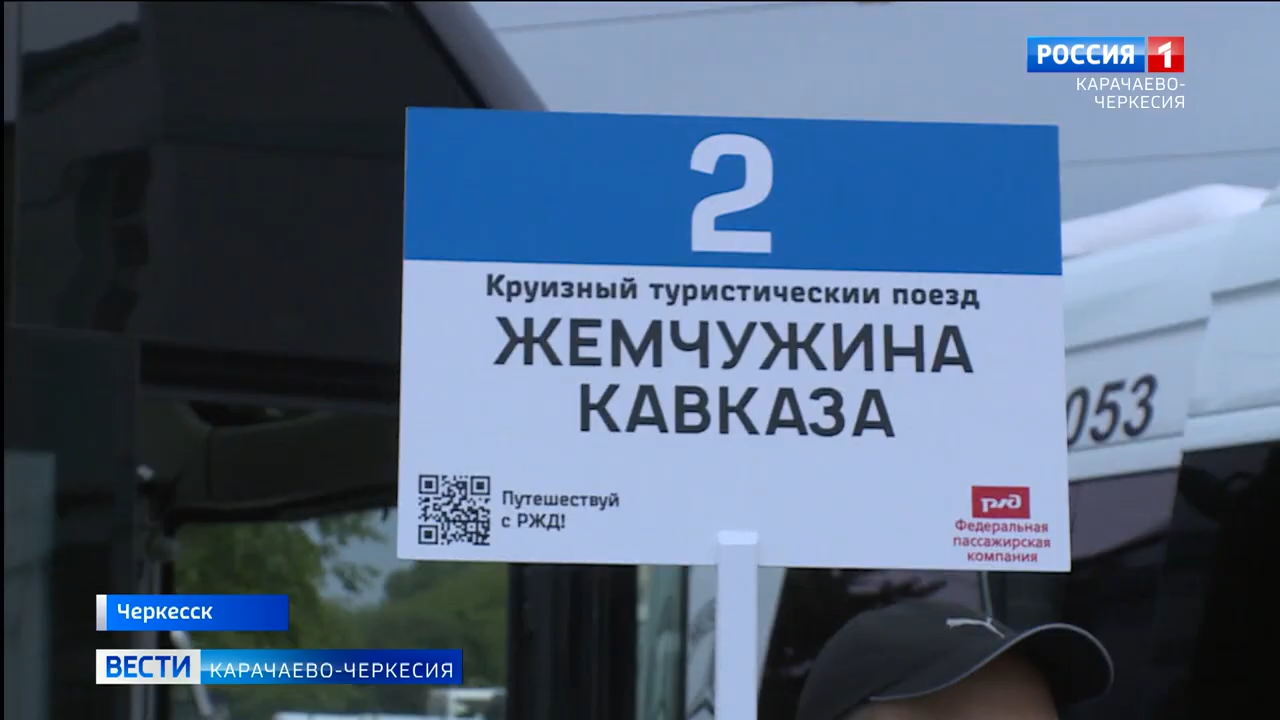 РОССИЯ 1
КАРАЧАЕВО-
ЧЕРКЕСИЯ
2
Круизный туристический поезд
ЖЕМЧУЖИНА
КАВКАЗА
053
Путешествуй
с РЖД!
ржд
Федеральная
пассажирская
компания
Черкесск
ВЕСТИ КАРАЧАЕВО-ЧЕРКЕСИЯ